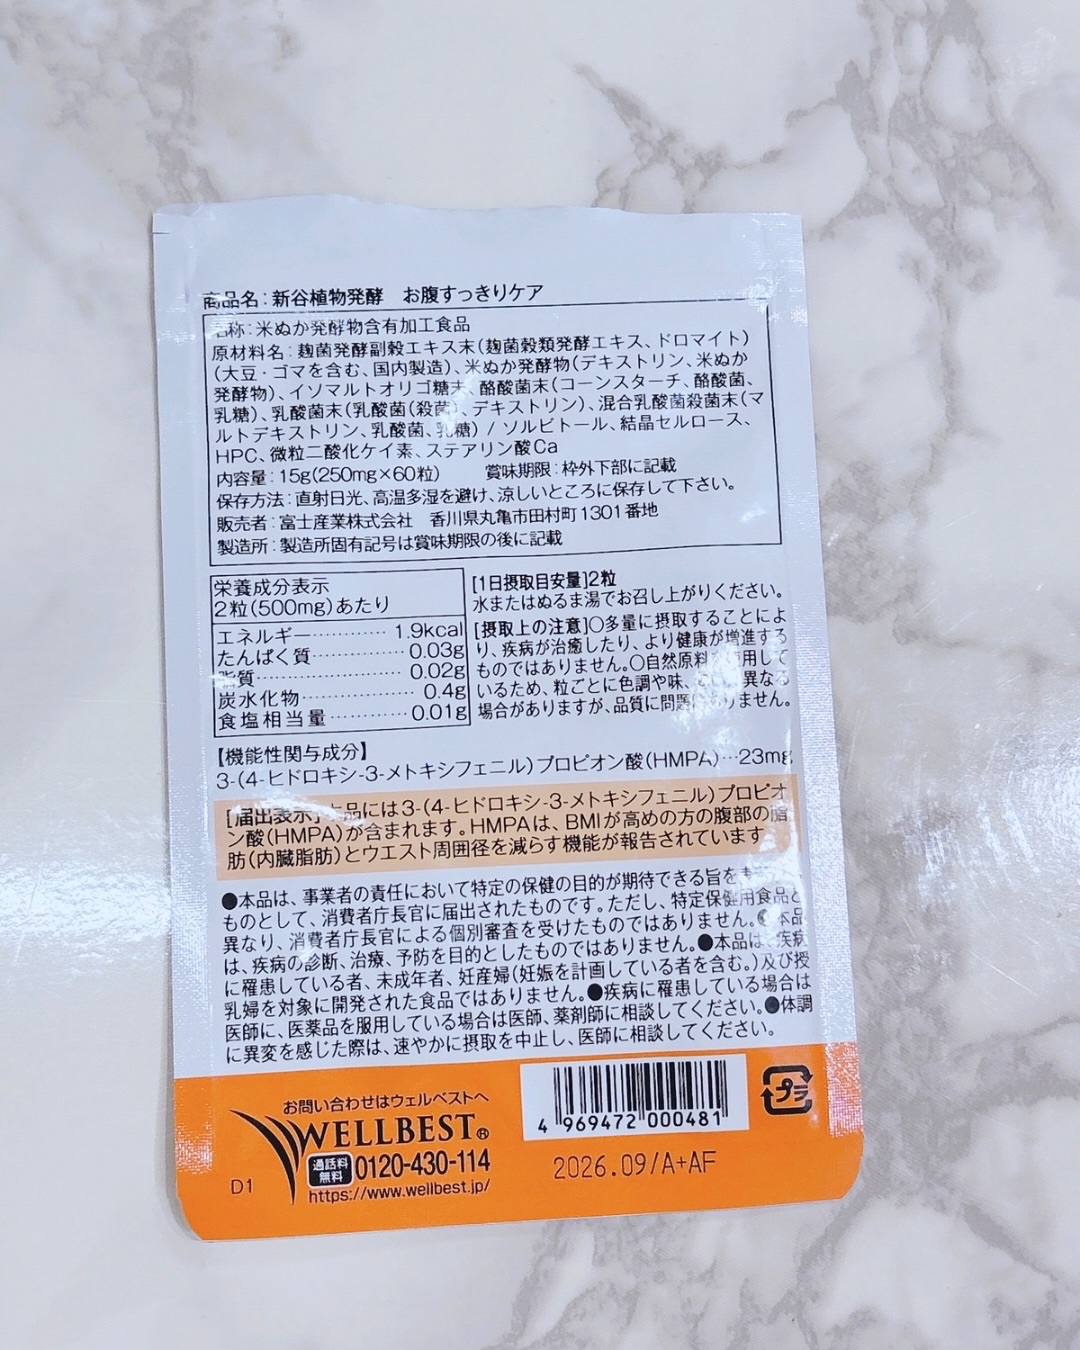 商品名：新谷植物発酵　お腹すっきりケア
名称：米ぬか発酵物含有加工食品
原材料名：麹菌発酵副穀エキス末（麹菌穀類発酵エキス、ドロマイト）
（大豆・ゴマを含む、国内製造）、米ぬか発酵物（デキストリン、米ぬか
発酵物）、イソマルトオリゴ糖末、酪酸菌末（コーンスターチ、酪酸菌、
乳糖）、乳酸菌末（乳酸菌（殺菌）、デキストリン）、混合乳酸菌殺菌末（マ
ルトデキストリン、乳酸菌、乳糖） / ソルビトール、結晶セルロース、
HPC、微粒二酸化ケイ素、ステアリン酸Ca
内容量：15g（250mg×60粒）　賞味期限：枠外下部に記載
保存方法：直射日光、高温多湿を避け、涼しいところに保存して下さい。
販売者：富士産業株式会社　香川県丸亀市田村町1301番地
製造所：製造所固有記号は賞味期限の後に記載
栄養成分表示
2粒（500mg）あたり
エネルギー………… 1.9kcal
たんぱく質………… 0.03g
脂質………… 0.02g
炭水化物………… 0.4g
食塩相当量………… 0.01g
[1日摂取目安量]2粒
水またはぬるま湯でお召し上がりください。
[摂取上の注意]○多量に摂取することによ
り、疾病が治癒したり、より健康が増進する
ものではありません。○自然原料 用して
いるため、粒ごとに色調や味、 異なる
場合がありますが、品質に問題 ありません。
【機能性関与成分】
3-（4-ヒドロキシ-3-メトキシフェニル）プロピオン酸（HMPA）…23mg
[届出表示] 品には3-（4-ヒドロキシ-3-メトキシフェニル）プロピオ
ン酸（HMPA）が含まれます。HMPAは、BMIが高めの方の腹部の脂
肪（内臓脂肪）とウエスト周囲径を減らす機能が報告されています
●本品は、事業者の責任において特定の保健の目的が期待できる旨を
ものとして、消費者庁長官に届出されたものです。ただし、特定保健用食品と
異なり、消費者庁長官による個別審査を受けたものではありません。●本品
は、疾病の診断、治療、予防を目的としたものではありません。●本品は、疾病
に罹患している者、未成年者、妊産婦（妊娠を計画している者を含む。）及び授
乳婦を対象に開発された食品ではありません。●疾病に罹患している場合は
医師に、医薬品を服用している場合は医師、薬剤師に相談してください。●体調
に異変を感じた際は、速やかに摂取を中止し、医師に相談してください。
お問い合わせはウェルベストへ
WELLBEST®
通話料無料 0120-430-114
https://www.wellbest.jp/
D1
4 969472 000481
プラ
2026.09/A+AF